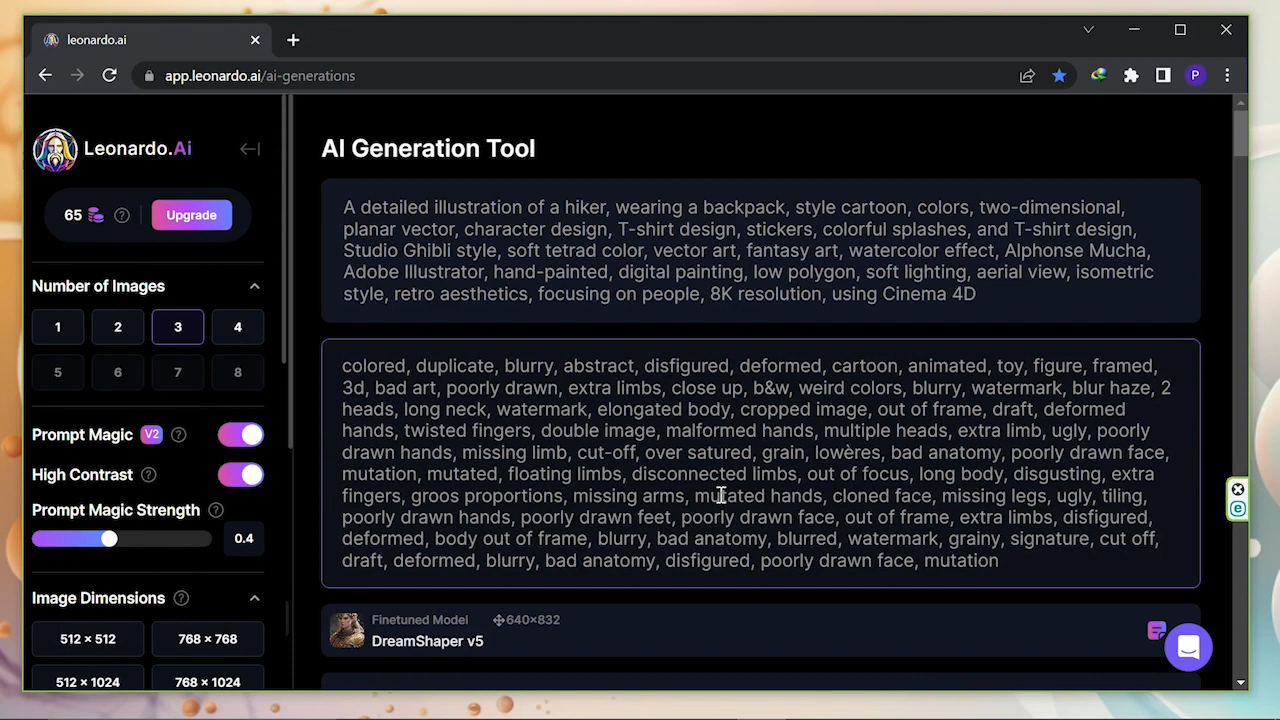 leonardo.ai
app.leonardo.ai/ai-generations
P
Leonardo.Ai
65
Upgrade
Number of Images
1 2 3 4
5 6 7 8
Prompt Magic V2
High Contrast
Prompt Magic Strength
0.4
Image Dimensions
512 × 512 768 × 768
512 × 1024 768 × 1024
AI Generation Tool
A detailed illustration of a hiker, wearing a backpack, style cartoon, colors, two-dimensional,
planar vector, character design, T-shirt design, stickers, colorful splashes, and T-shirt design,
Studio Ghibli style, soft tetrad color, vector art, fantasy art, watercolor effect, Alphonse Mucha,
Adobe Illustrator, hand-painted, digital painting, low polygon, soft lighting, aerial view, isometric
style, retro aesthetics, focusing on people, 8K resolution, using Cinema 4D
colored, duplicate, blurry, abstract, disfigured, deformed, cartoon, animated, toy, figure, framed,
3d, bad art, poorly drawn, extra limbs, close up, b&w, weird colors, blurry, watermark, blur haze, 2
heads, long neck, watermark, elongated body, cropped image, out of frame, draft, deformed
hands, twisted fingers, double image, malformed hands, multiple heads, extra limb, ugly, poorly
drawn hands, missing limb, cut-off, over satured, grain, lowères, bad anatomy, poorly drawn face,
mutation, mutated, floating limbs, disconnected limbs, out of focus, long body, disgusting, extra
fingers, groos proportions, missing arms, mutated hands, cloned face, missing legs, ugly, tiling,
poorly drawn hands, poorly drawn feet, poorly drawn face, out of frame, extra limbs, disfigured,
deformed, body out of frame, blurry, bad anatomy, blurred, watermark, grainy, signature, cut off,
draft, deformed, blurry, bad anatomy, disfigured, poorly drawn face, mutation
Finetuned Model 640×832
DreamShaper v5